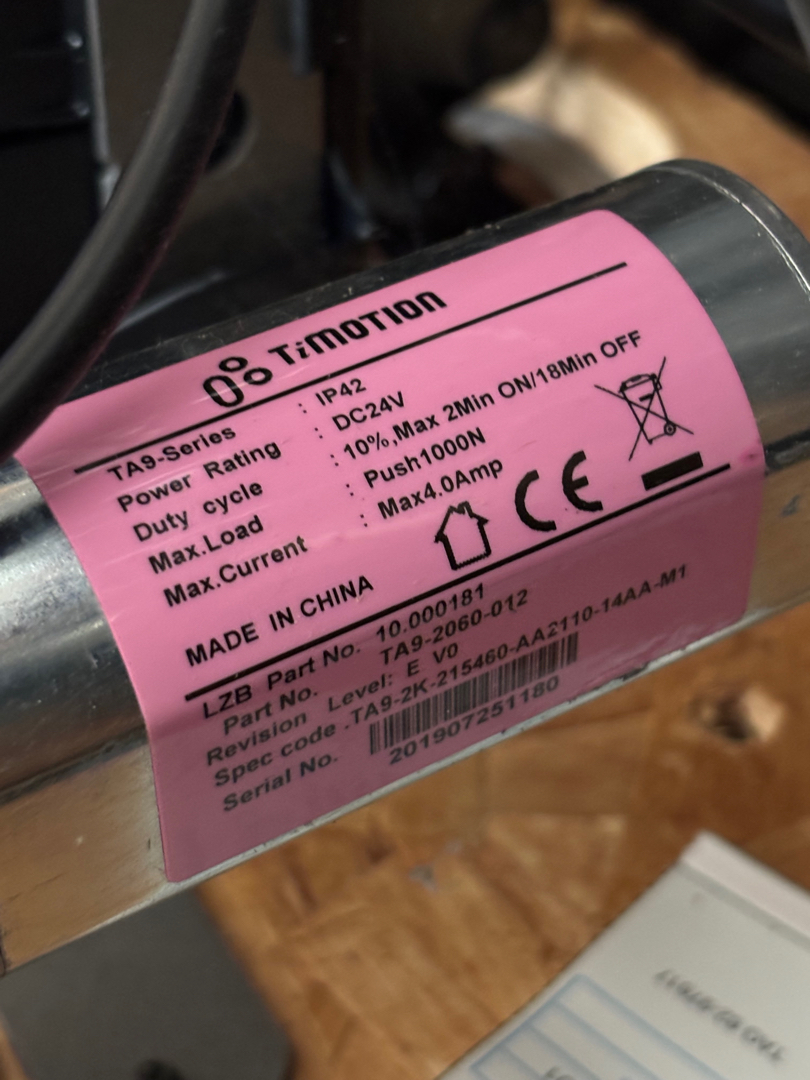 TiMOTION
TA9-Series : IP42
Power Rating : DC24V
Duty cycle : 10%,Max 2Min ON/18Min OFF
Max.Load : Push1000N
Max.Current : Max4.0Amp
MADE IN CHINA CE
LZB Part No. 10.000181
Part No. TA9-2060-012
Revision Level: E V0
Spec code .TA9-2K-215460-AA2110-14AA-M1
Serial No.
201907251180